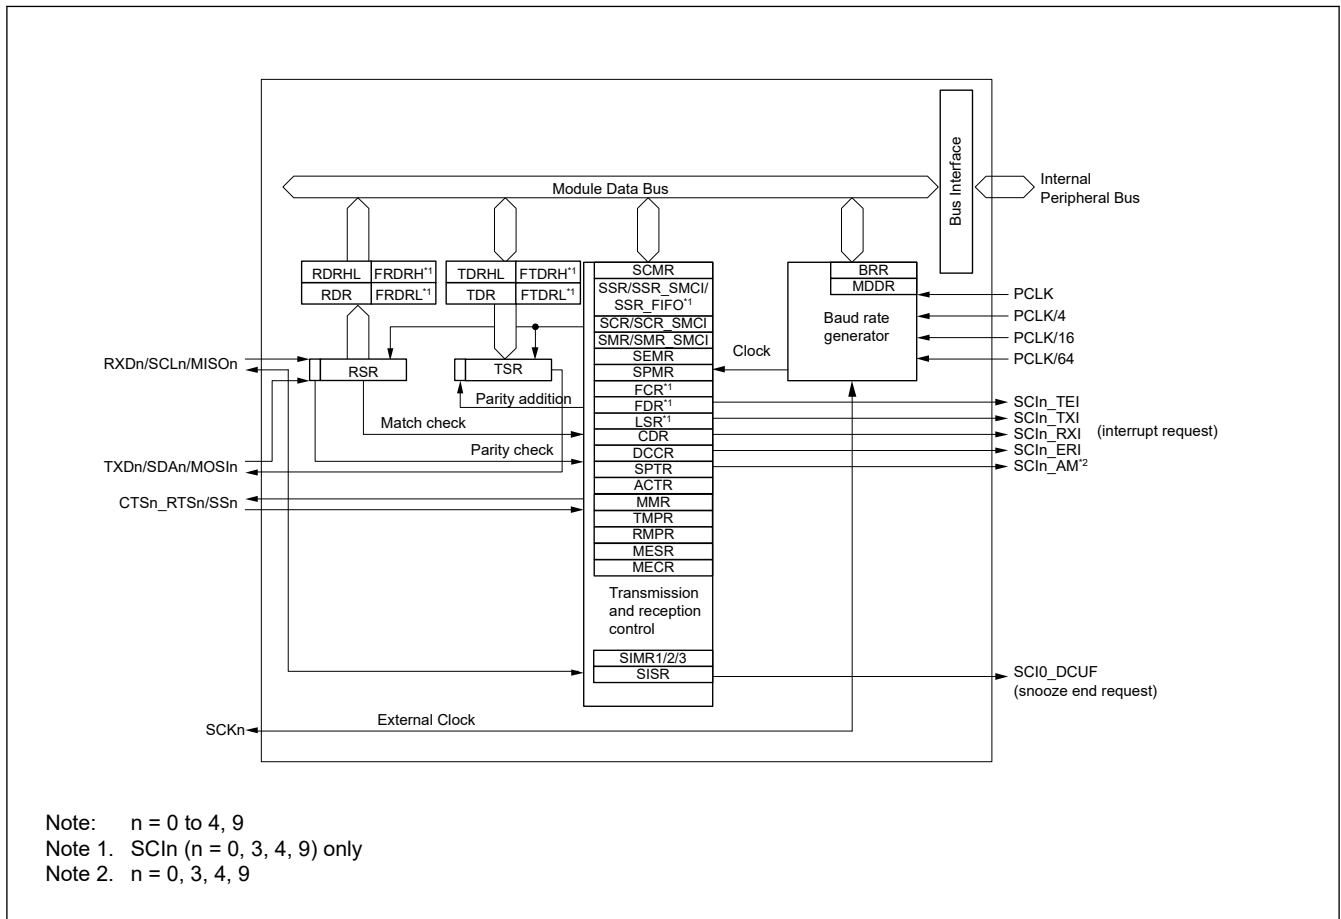 Module Data Bus
Bus Interface
Internal
Peripheral Bus
RDRHL FRDRH*1
RDR FRDRL*1
TDRHL FTDRH*1
TDR FTDRL*1
SCMR
SSR/SSR_SMCI/
SSR_FIFO*1
SCR/SCR_SMCI
SMR/SMR_SMCI
SEMR
SPMR
FCR*1
FDR*1
LSR*1
CDR
DCCR
SPTR
ACTR
MMR
TMPR
RMPR
MESR
MECR
Transmission
and reception
control
SIMR1/2/3
SISR
BRR
MDDR
Baud rate
generator
Clock
PCLK
PCLK/4
PCLK/16
PCLK/64
RXDn/SCLn/MISOn
RSR
TSR
Parity addition
Match check
Parity check
TXDn/SDAn/MOSIn
CTSn_RTSn/SSn
SCIn_TEI
SCIn_TXI
SCIn_RXI (interrupt request)
SCIn_ERI
SCIn_AM*2
SCI0_DCUF
(snooze end request)
SCKn
External Clock
Note: n = 0 to 4, 9
Note 1. SCIn (n = 0, 3, 4, 9) only
Note 2. n = 0, 3, 4, 9